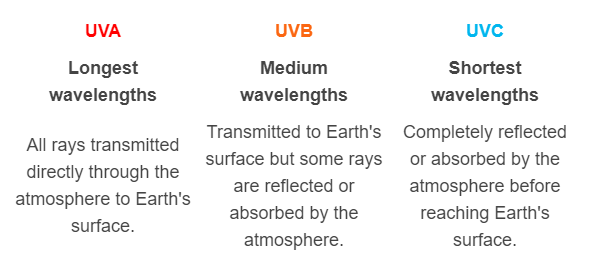 UVA
Longest
wavelengths
All rays transmitted
directly through the
atmosphere to Earth's
surface.
UVB
Medium
wavelengths
Transmitted to Earth's
surface but some rays
are reflected or
absorbed by the
atmosphere.
UVC
Shortest
wavelengths
Completely reflected
or absorbed by the
atmosphere before
reaching Earth's
surface.